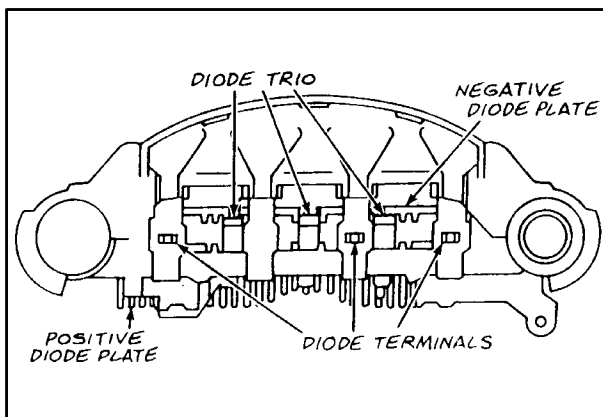 DIODE TRIO
NEGATIVE
DIODE PLATE
POSITIVE
DIODE PLATE
DIODE TERMINALS